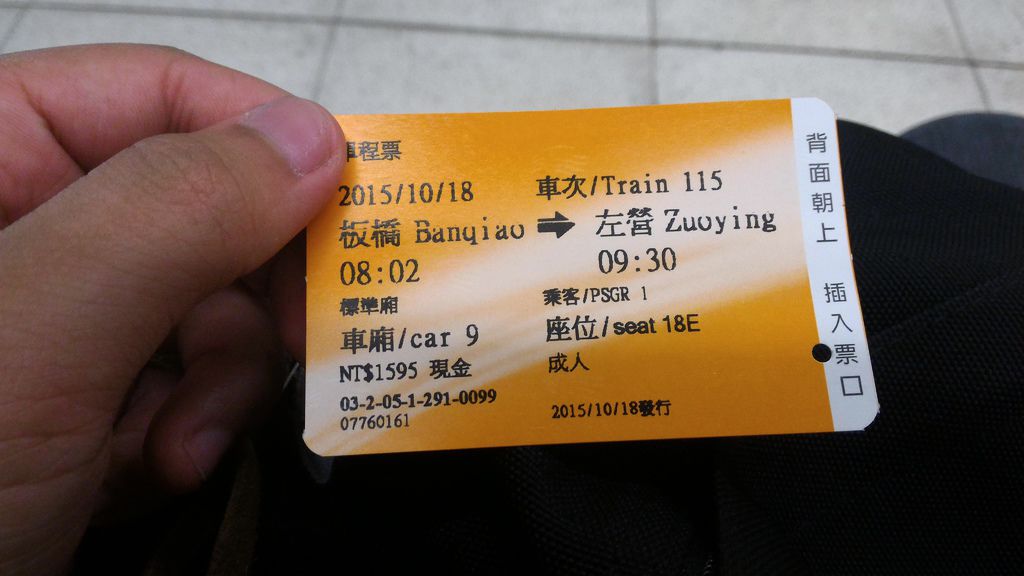 程票
2015/10/18 車次/Train 115
板橋 Banqiao → 左營 Zuoying
08:02 09:30
標準廂 乘客/PSGR 1
車廂/car 9 座位/seat 18E
NT$1595 現金 成人
03-2-05-1-291-0099
07760161 2015/10/18發行
背面朝上 插入票口